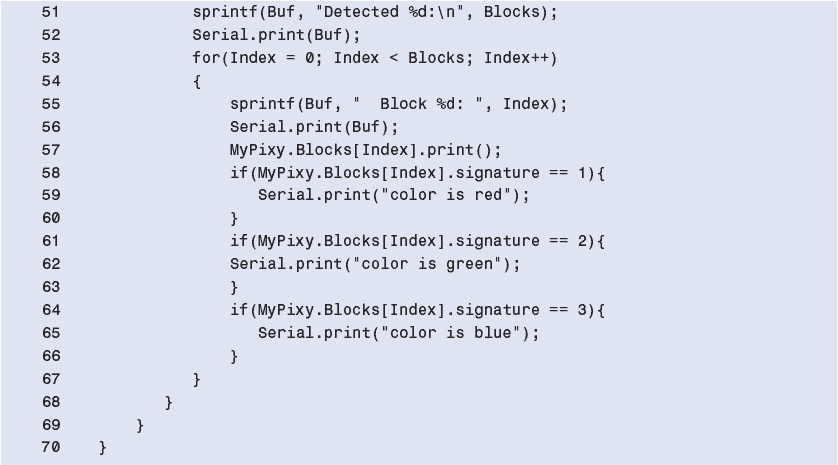 51 sprintf(Buf, "Detected %d:\n", Blocks);
52 Serial.print(Buf);
53 for(Index = 0; Index < Blocks; Index++)
54 {
55 sprintf(Buf, "  Block %d: ", Index);
56 Serial.print(Buf);
57 MyPixy.Blocks[Index].print();
58 if(MyPixy.Blocks[Index].signature == 1){
59 Serial.print("color is red");
60 }
61 if(MyPixy.Blocks[Index].signature == 2){
62 Serial.print("color is green");
63 }
64 if(MyPixy.Blocks[Index].signature == 3){
65 Serial.print("color is blue");
66 }
67 }
68 }
69 }
70 }